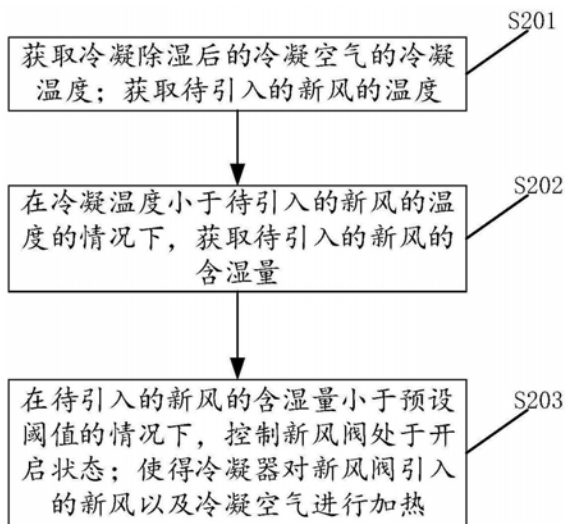 S201
获取冷凝除湿后的冷凝空气的冷凝
温度；获取待引入的新风的温度
S202
在冷凝温度小于待引入的新风的温
度的情况下，获取待引入的新风的
含湿量
S203
在待引入的新风的含湿量小于预设
阈值的情况下，控制新风阀处于开
启状态；使得冷凝器对新风阀引入
的新风以及冷凝空气进行加热